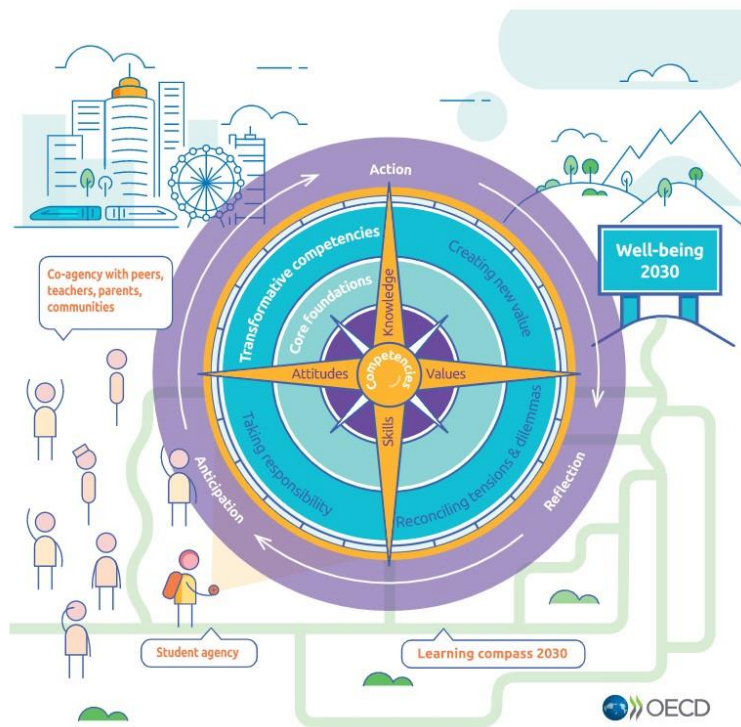 Action
Transformative competencies
Core foundations
Creating new value
Knowledge
Well-being
2030
Co-agency with peers,
teachers, parents,
communities
Attitudes
Competencies
Values
Skills
Taking responsibility
Reconciling tensions & dilemmas
Anticipation
Reflection
Student agency
Learning compass 2030
OECD